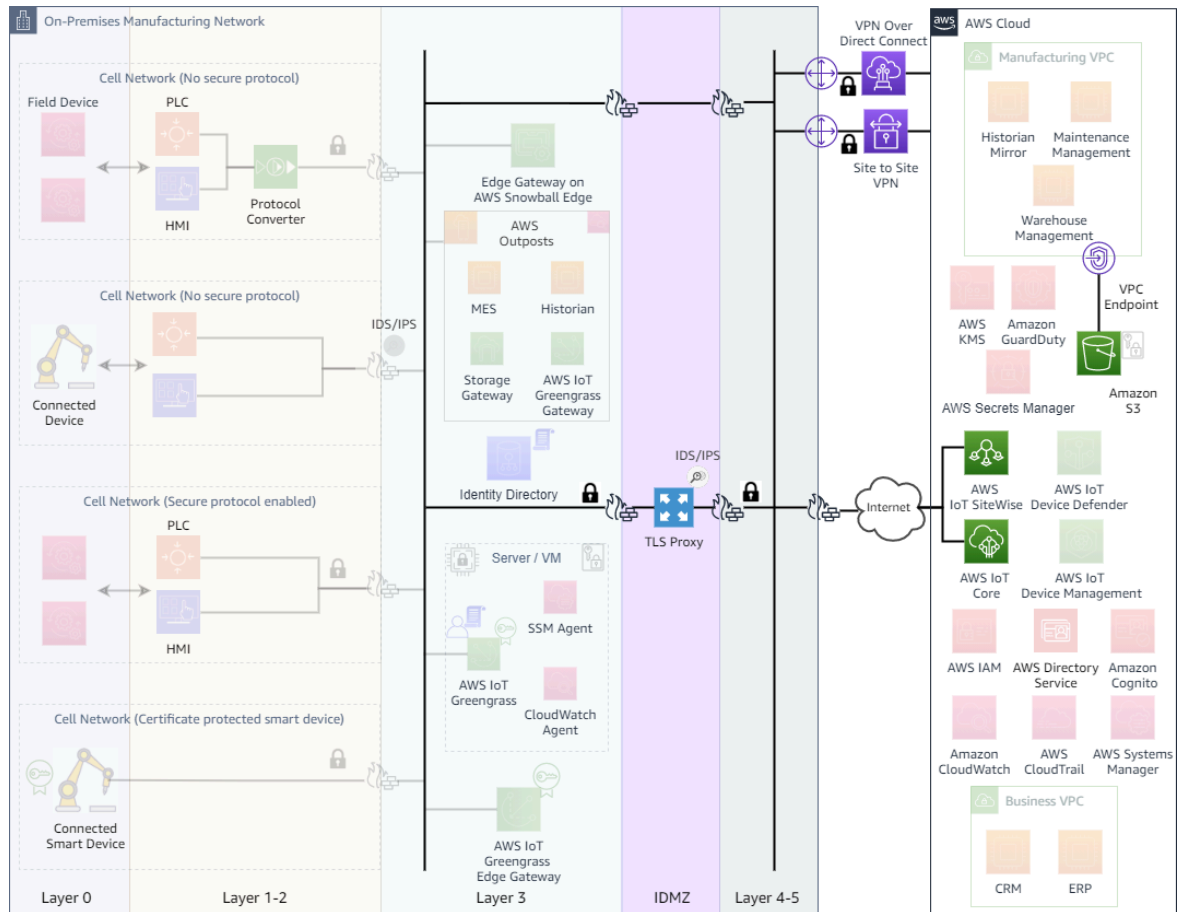 On-Premises Manufacturing Network
Cell Network (No secure protocol)
Field Device
PLC
HMI
Protocol
Converter
Cell Network (No secure protocol)
Connected
Device
IDS/IPS
Cell Network (Secure protocol enabled)
PLC
HMI
Cell Network (Certificate protected smart device)
Connected
Smart Device
Edge Gateway on
AWS Snowball Edge
AWS
Outposts
MES
Historian
Storage
Gateway
AWS IoT
Greengrass
Gateway
Identity Directory
Server / VM
SSM Agent
AWS IoT
Greengrass
CloudWatch
Agent
AWS IoT
Greengrass
Edge Gateway
IDS/IPS
TLS Proxy
Layer 0
Layer 1-2
Layer 3
IDMZ
Layer 4-5
VPN Over
Direct Connect
Site to Site
VPN
Internet
aws
AWS Cloud
Manufacturing VPC
Historian
Mirror
Maintenance
Management
Warehouse
Management
VPC
Endpoint
AWS
KMS
Amazon
GuardDuty
AWS Secrets Manager
Amazon
S3
AWS
IoT SiteWise
AWS IoT
Device Defender
AWS IoT
Core
AWS IoT
Device Management
AWS IAM
AWS Directory
Service
Amazon
Cognito
Amazon
CloudWatch
AWS
CloudTrail
AWS Systems
Manager
Business VPC
CRM
ERP